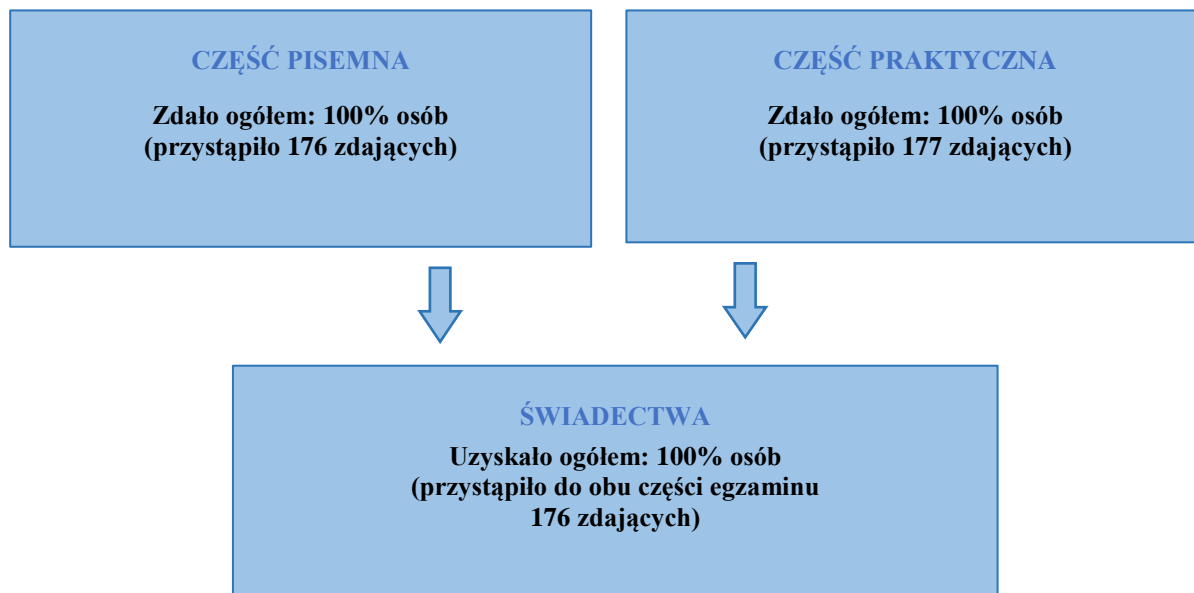 CZĘŚĆ PISEMNA
Zdało ogółem: 100% osób
(przystąpiło 176 zdających)
CZĘŚĆ PRAKTYCZNA
Zdało ogółem: 100% osób
(przystąpiło 177 zdających)
ŚWIADECTWA
Uzyskało ogółem: 100% osób
(przystąpiło do obu części egzaminu
176 zdających)